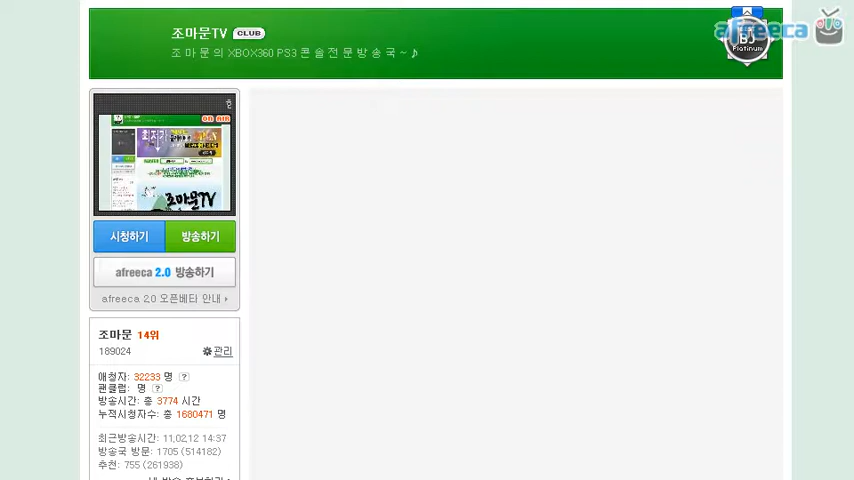 조마문TV CLUB
조마문의 XBOX360 PS3 콘솔전문방송국~♪
afreeca
BJ
Platinum
ON AIR
조마문TV
시청하기 방송하기
afreeca 2.0 방송하기
afreeca 2.0 오픈베타 안내
조마문 14위
189024 관리
애청자: 32233 명 ?
팬클럽: 명 ?
방송시간: 총 3774 시간
누적시청자수: 총 1680471 명
최근방송시간: 11.02.12 14:37
방송국 방문: 1705 (514182)
추천: 755 (261938)